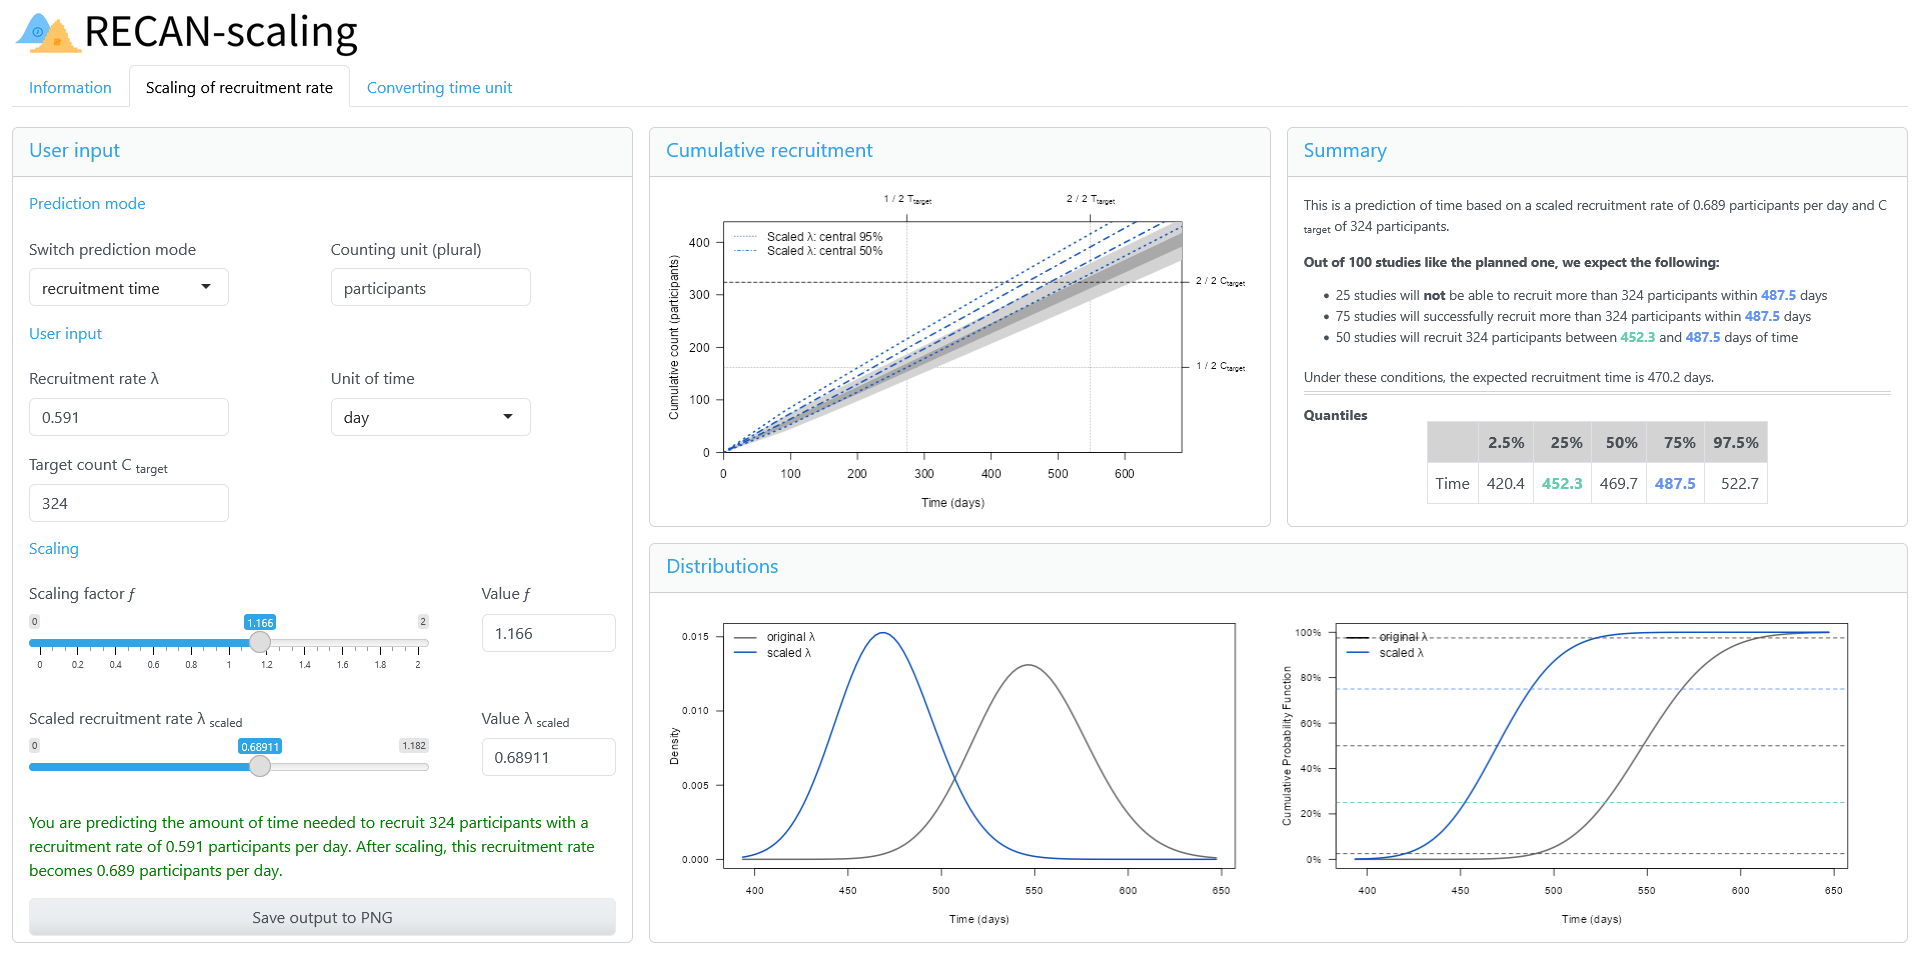 RECAN-scaling
Information
Scaling of recruitment rate
Converting time unit
User input
Prediction mode
Switch prediction mode
Counting unit (plural)
recruitment time
participants
User input
Recruitment rate λ
Unit of time
0.591
day
Target count C target
324
Scaling
Scaling factor f
Value f
0
1.166
2
1.166
0 0.2 0.4 0.6 0.8 1 1.2 1.4 1.6 1.8 2
Scaled recruitment rate λ scaled
Value λ scaled
0
0.68911
1.182
0.68911
You are predicting the amount of time needed to recruit 324 participants with a
recruitment rate of 0.591 participants per day. After scaling, this recruitment rate
becomes 0.689 participants per day.
Save output to PNG
Cumulative recruitment
1 / 2 Ttarget
2 / 2 Ttarget
Scaled λ: central 95%
Scaled λ: central 50%
Cumulative count (participants)
400
300
200
100
0
2 / 2 Ctarget
1 / 2 Ctarget
0 100 200 300 400 500 600
Time (days)
Summary
This is a prediction of time based on a scaled recruitment rate of 0.689 participants per day and C
target of 324 participants.
Out of 100 studies like the planned one, we expect the following:
• 25 studies will not be able to recruit more than 324 participants within 487.5 days
• 75 studies will successfully recruit more than 324 participants within 487.5 days
• 50 studies will recruit 324 participants between 452.3 and 487.5 days of time
Under these conditions, the expected recruitment time is 470.2 days.
Quantiles
2.5% 25% 50% 75% 97.5%
Time 420.4 452.3 469.7 487.5 522.7
Distributions
original λ
scaled λ
Density
0.015
0.010
0.005
0.000
400 450 500 550 600 650
Time (days)
original λ
scaled λ
Cumulative Probability Function
100%
80%
60%
40%
20%
0%
400 450 500 550 600 650
Time (days)